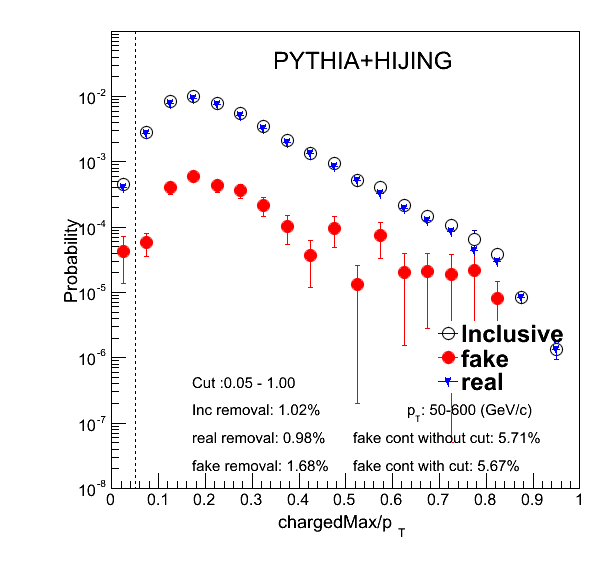 PYTHIA+HIJING
10-2
10-3
10-4
10-5
10-6
10-7
10-8
Probability
Inclusive
fake
real
Cut :0.05 - 1.00
Inc removal: 1.02% pT: 50-600 (GeV/c)
real removal: 0.98% fake cont without cut: 5.71%
fake removal: 1.68% fake cont with cut: 5.67%
0 0.1 0.2 0.3 0.4 0.5 0.6 0.7 0.8 0.9 1
chargedMax/p T